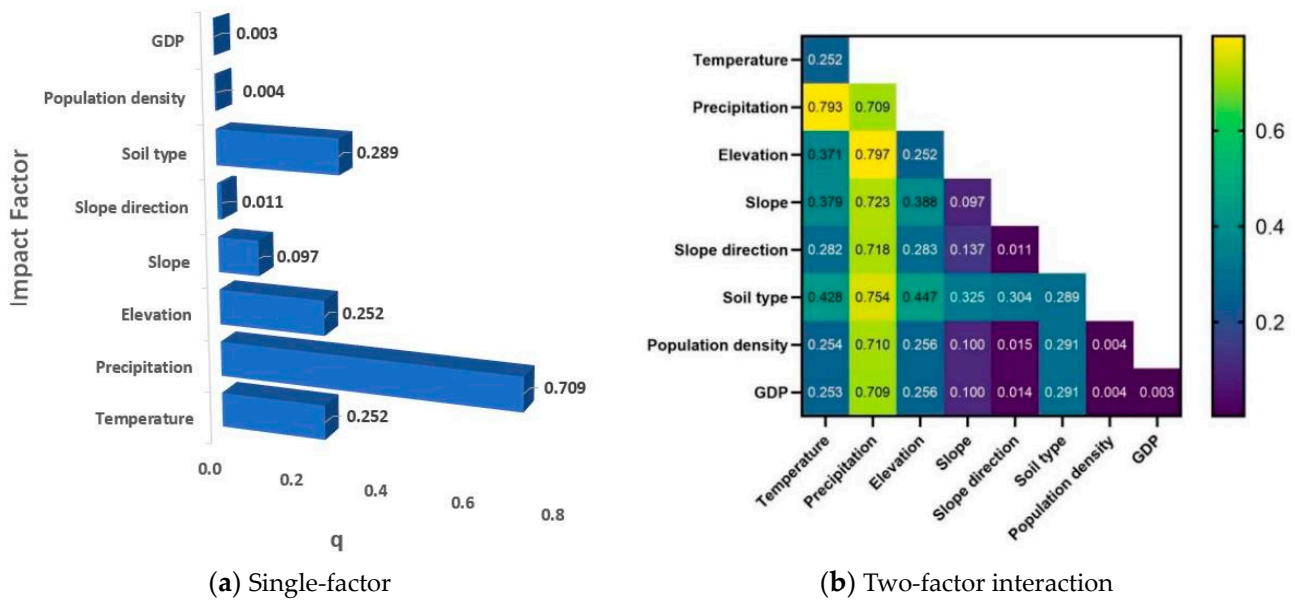 Impact Factor
GDP
0.003
Population density
0.004
Soil type
0.289
Slope direction
0.011
Slope
0.097
Elevation
0.252
Precipitation
0.709
Temperature
0.252
0.0
0.2
0.4
0.6
0.8
q
(a) Single-factor
Temperature 0.252
Precipitation 0.793 0.709
Elevation 0.371 0.797 0.252
Slope 0.379 0.723 0.388 0.097
Slope direction 0.282 0.718 0.283 0.137 0.011
Soil type 0.428 0.754 0.447 0.325 0.304 0.289
Population density 0.254 0.710 0.256 0.100 0.015 0.291 0.004
GDP 0.253 0.709 0.256 0.100 0.014 0.291 0.004 0.003
Temperature
Precipitation
Elevation
Slope
Slope direction
Soil type
Population density
GDP
0.6
0.4
0.2
(b) Two-factor interaction